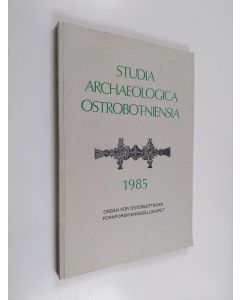 STUDIA
ARCHAEOLOGICA
OSTROBOTNIENSIA
1985
ORGAN FÖR ÖSTERBOTTNISKA
FORNFORSKNINGSSÄLLSKAPET